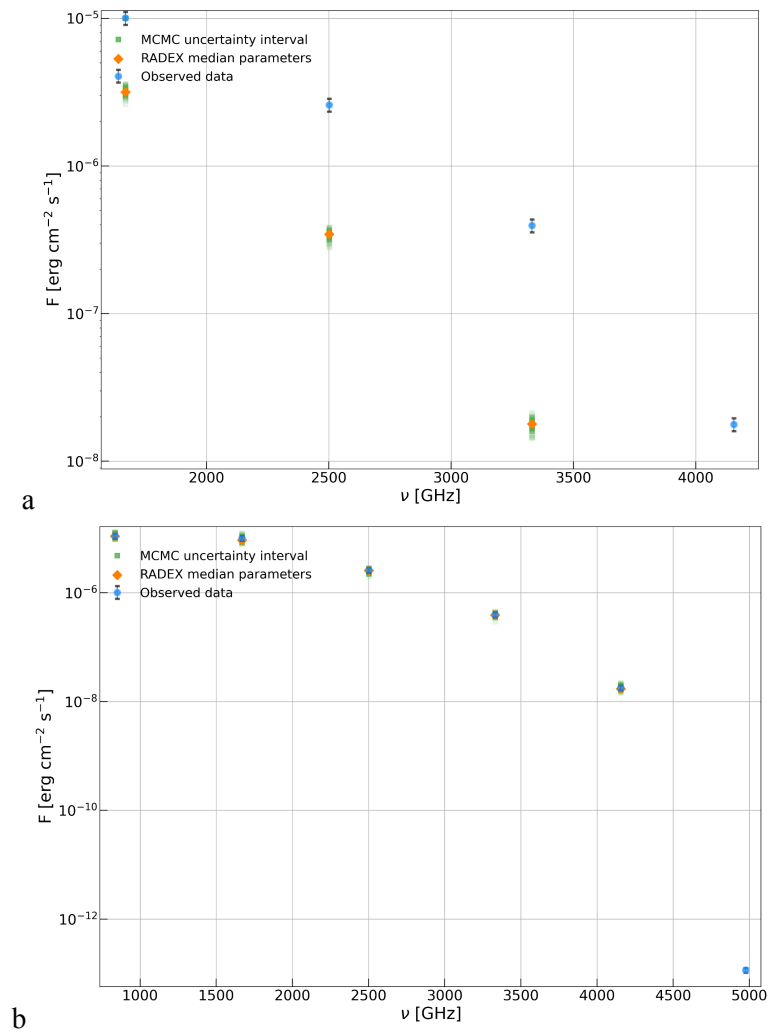 10⁻⁵
MCMC uncertainty interval
RADEX median parameters
Observed data
10⁻⁶
F [erg cm⁻² s⁻¹]
10⁻⁷
10⁻⁸
2000 2500 3000 3500 4000
ν [GHz]
a
MCMC uncertainty interval
RADEX median parameters
10⁻⁶ Observed data
10⁻⁸
F [erg cm⁻² s⁻¹]
10⁻¹⁰
10⁻¹²
1000 1500 2000 2500 3000 3500 4000 4500 5000
ν [GHz]
b